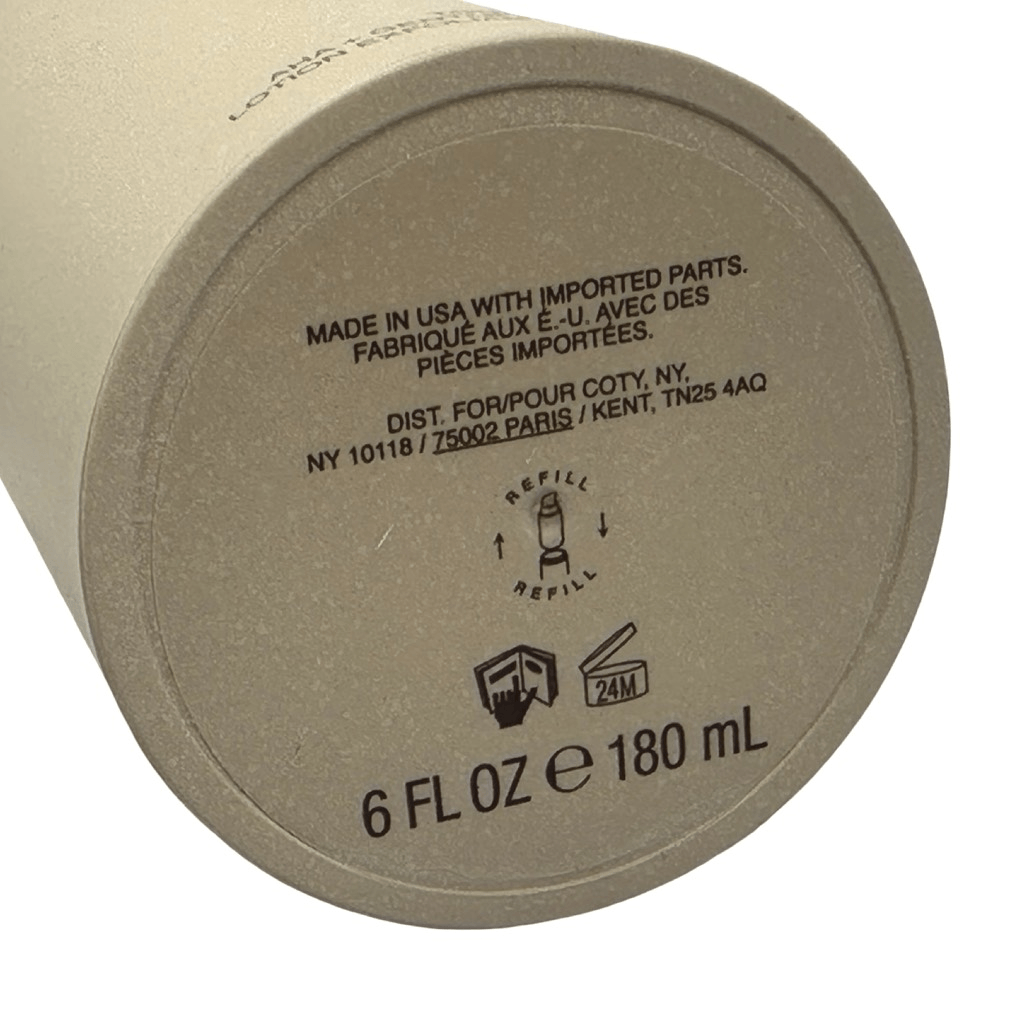 LOTION
MADE IN USA WITH IMPORTED PARTS.
FABRIQUÉ AUX É.-U. AVEC DES
PIÈCES IMPORTÉES.
DIST. FOR/POUR COTY, NY,
NY 10118 / 75002 PARIS / KENT, TN25 4AQ
REFILL
REFILL
24M
6 FL OZ ℮ 180 mL